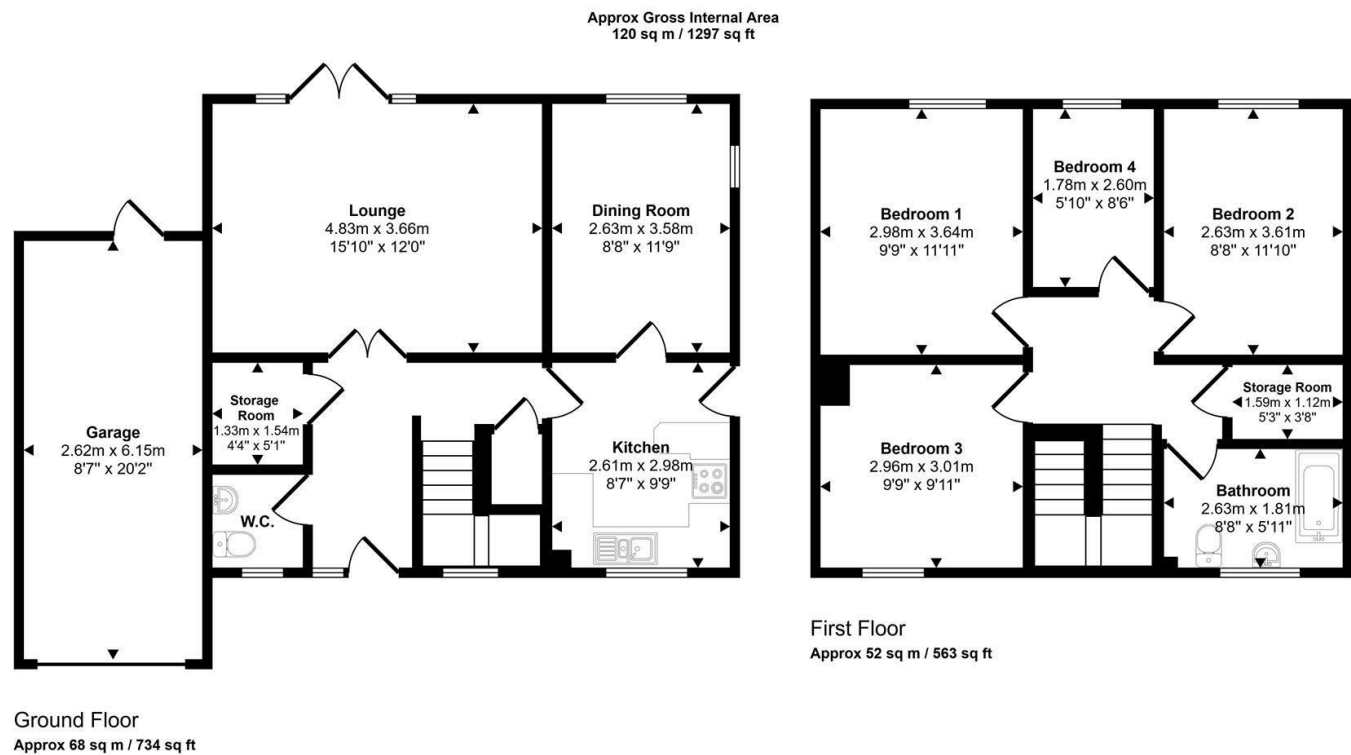 Approx Gross Internal Area
120 sq m / 1297 sq ft
Lounge
4.83m x 3.66m
15'10" x 12'0"
Dining Room
2.63m x 3.58m
8'8" x 11'9"
Garage
2.62m x 6.15m
8'7" x 20'2"
Storage
Room
1.33m x 1.54m
4'4" x 5'1"
W.C.
Kitchen
2.61m x 2.98m
8'7" x 9'9"
Ground Floor
Approx 68 sq m / 734 sq ft
Bedroom 1
2.98m x 3.64m
9'9" x 11'11"
Bedroom 4
1.78m x 2.60m
5'10" x 8'6"
Bedroom 2
2.63m x 3.61m
8'8" x 11'10"
Bedroom 3
2.96m x 3.01m
9'9" x 9'11"
Storage Room
1.59m x 1.12m
5'3" x 3'8"
Bathroom
2.63m x 1.81m
8'8" x 5'11"
First Floor
Approx 52 sq m / 563 sq ft